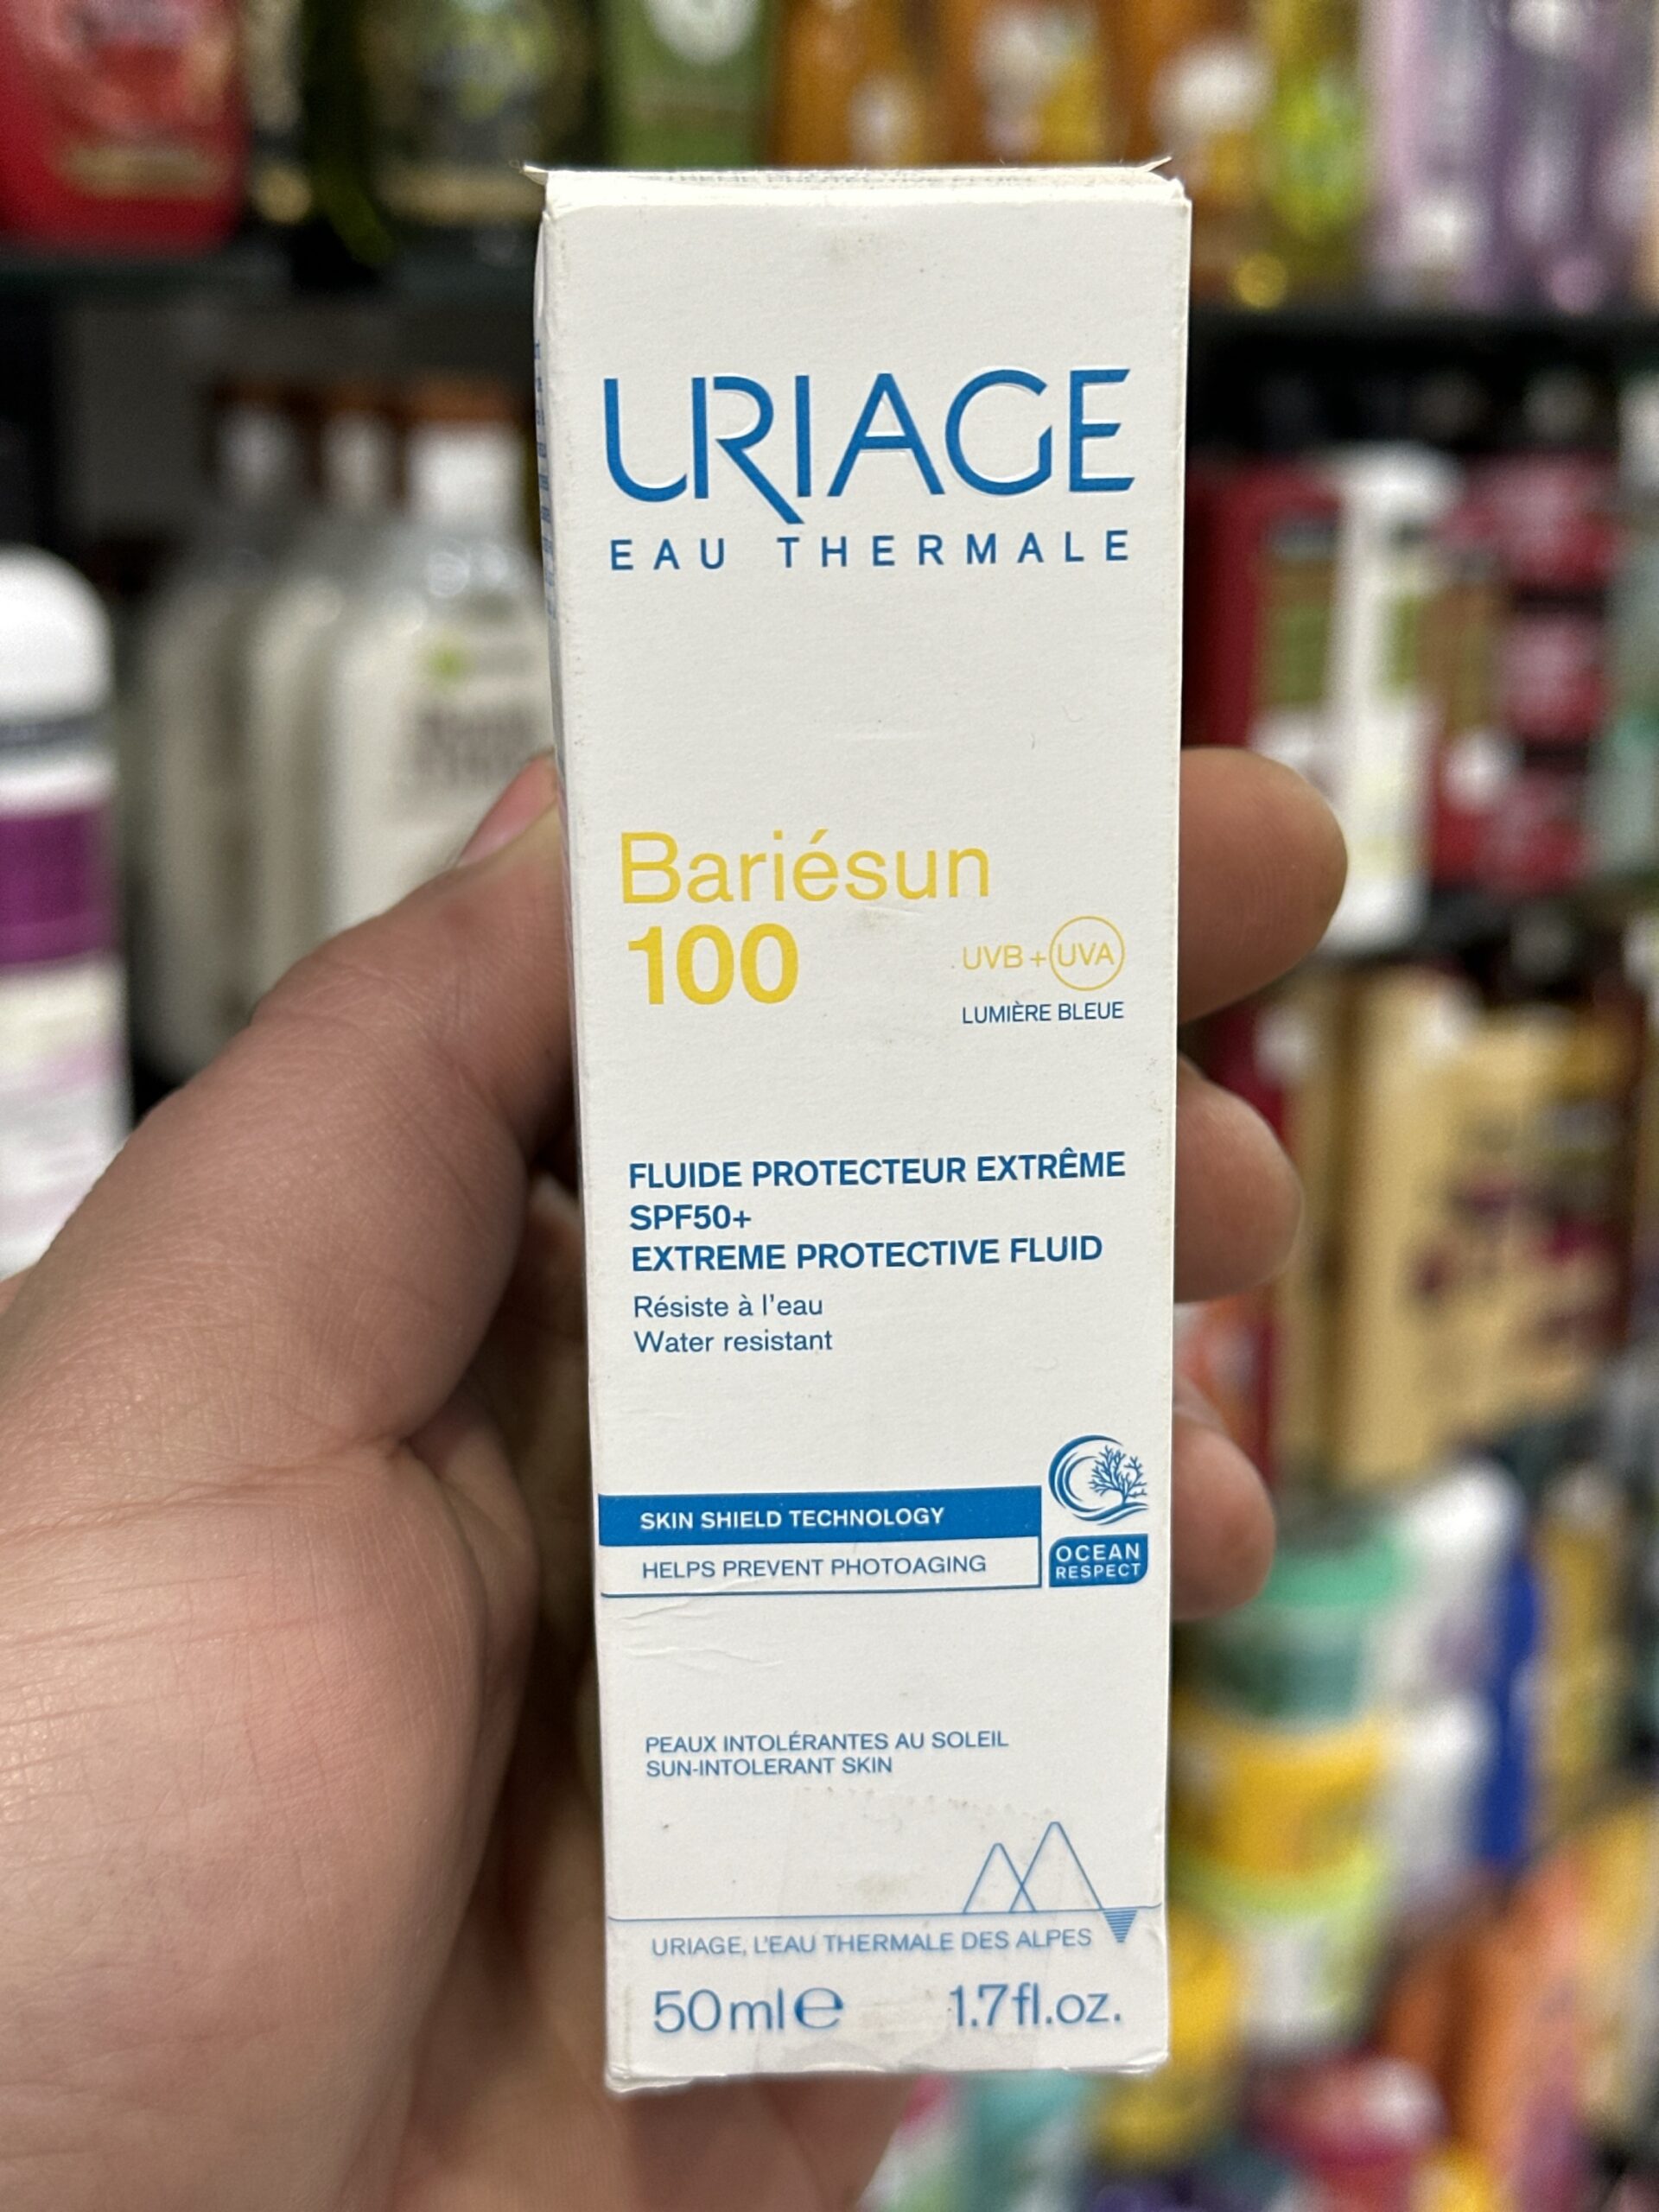 URIAGE
EAU THERMALE
Bariésun
100
UVB + UVA
LUMIÈRE BLEUE
FLUIDE PROTECTEUR EXTRÊME
SPF50+
EXTREME PROTECTIVE FLUID
Résiste à l'eau
Water resistant
SKIN SHIELD TECHNOLOGY
HELPS PREVENT PHOTOAGING
OCEAN
RESPECT
PEAUX INTOLÉRANTES AU SOLEIL
SUN-INTOLERANT SKIN
URIAGE, L'EAU THERMALE DES ALPES
50 ml e 1.7fl.oz.